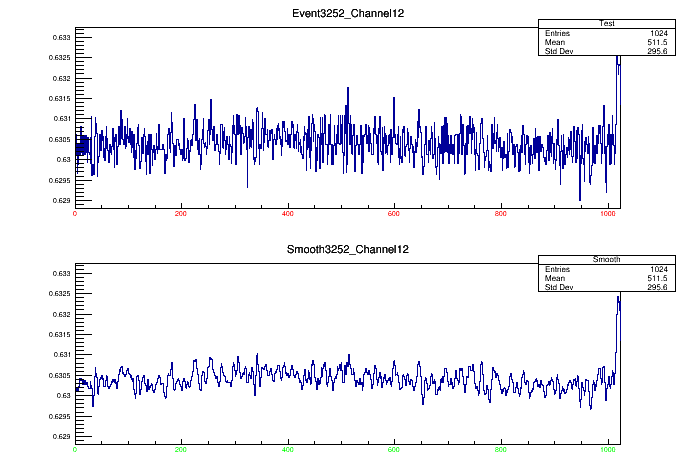 Event3252_Channel12
Test
Entries 1024
Mean 511.5
Std Dev 295.6
0.633
0.6325
0.632
0.6315
0.631
0.6305
0.63
0.6295
0.629
0 200 400 600 800 1000
Smooth3252_Channel12
Smooth
Entries 1024
Mean 511.5
Std Dev 295.6
0.633
0.6325
0.632
0.6315
0.631
0.6305
0.63
0.6295
0.629
0 200 400 600 800 1000